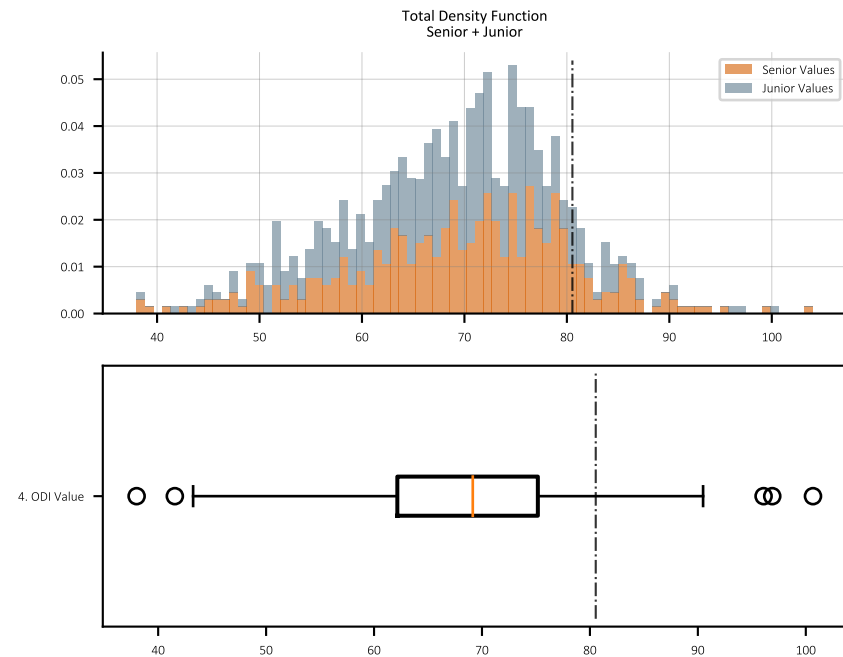 Total Density Function
Senior + Junior
Senior Values
Junior Values
0.05
0.04
0.03
0.02
0.01
0.00
40 50 60 70 80 90 100
4. ODI Value
40 50 60 70 80 90 100